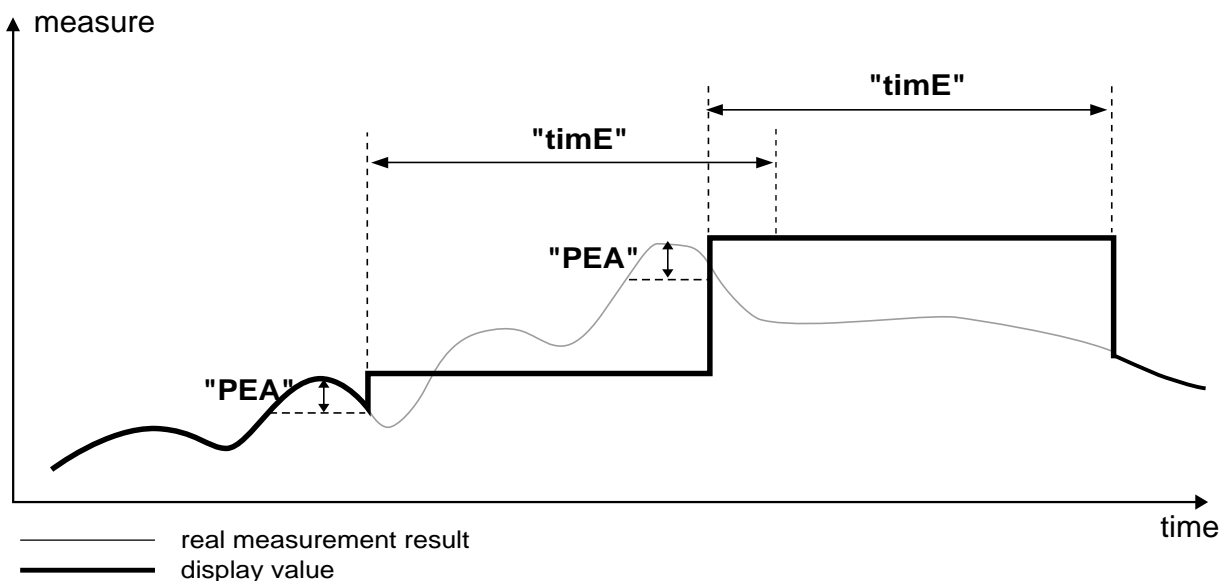 measure
"timE"
"timE"
"PEA"
"PEA"
time
real measurement result
display value